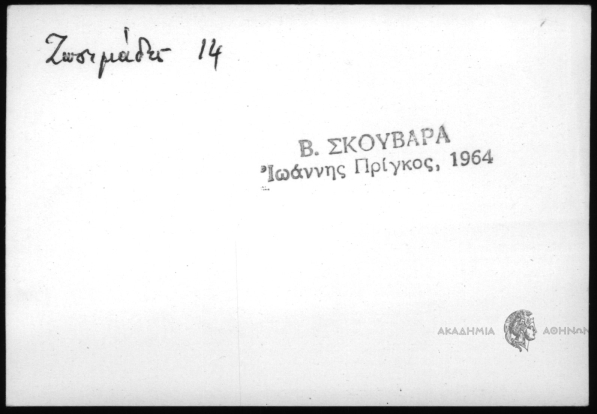 Ζωσιμάδες 14
Β. ΣΚΟΥΒΑΡΑ
Ἰωάννης Πρίγκος, 1964
ΑΚΑΔΗΜΙΑ ΑΘΗΝΩΝ